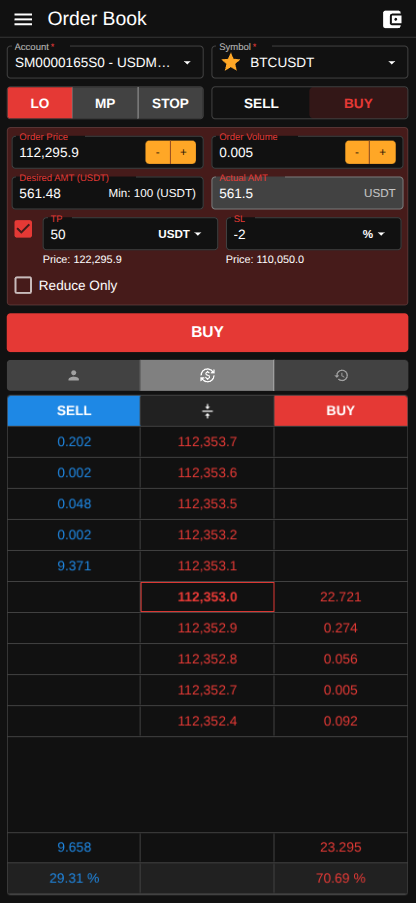 Order Book
Account *
Symbol *
SM0000165S0 - USDM...
BTCUSDT
LO
MP
STOP
SELL
BUY
Order Price
Order Volume
112,295.9
- +
0.005
- +
Desired AMT (USDT)
Actual AMT
561.48
Min: 100 (USDT)
561.5
USDT
TP
SL
50
USDT
-2
%
Price: 122,295.9
Price: 110,050.0
Reduce Only
BUY
SELL
BUY
0.202 112,353.7
0.002 112,353.6
0.048 112,353.5
0.002 112,353.2
9.371 112,353.1
112,353.0 22.721
112,352.9 0.274
112,352.8 0.056
112,352.7 0.005
112,352.4 0.092
9.658 23.295
29.31 % 70.69 %